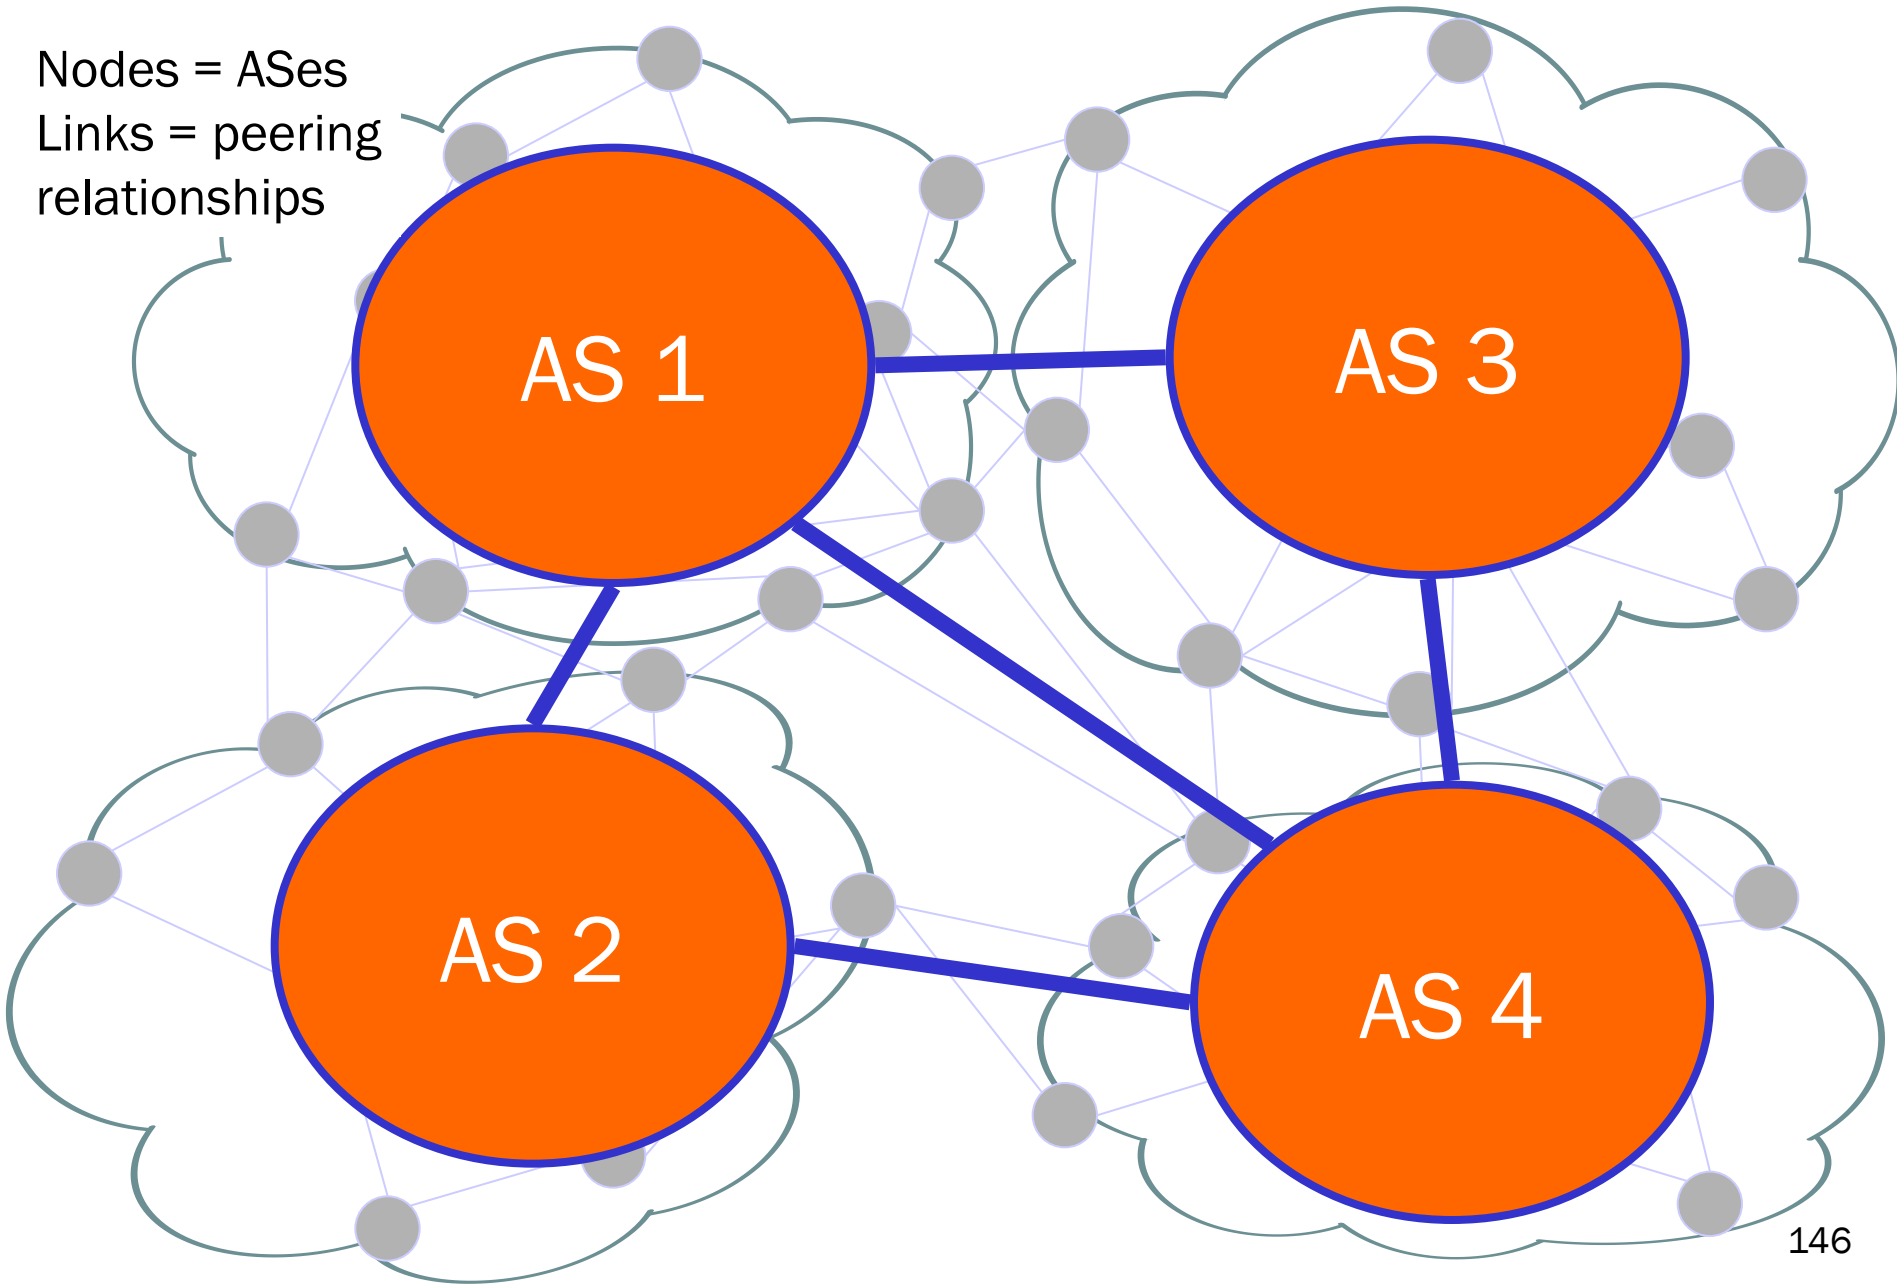 Nodes = ASes
Links = peering
relationships
AS 1
AS 3
AS 2
AS 4
146